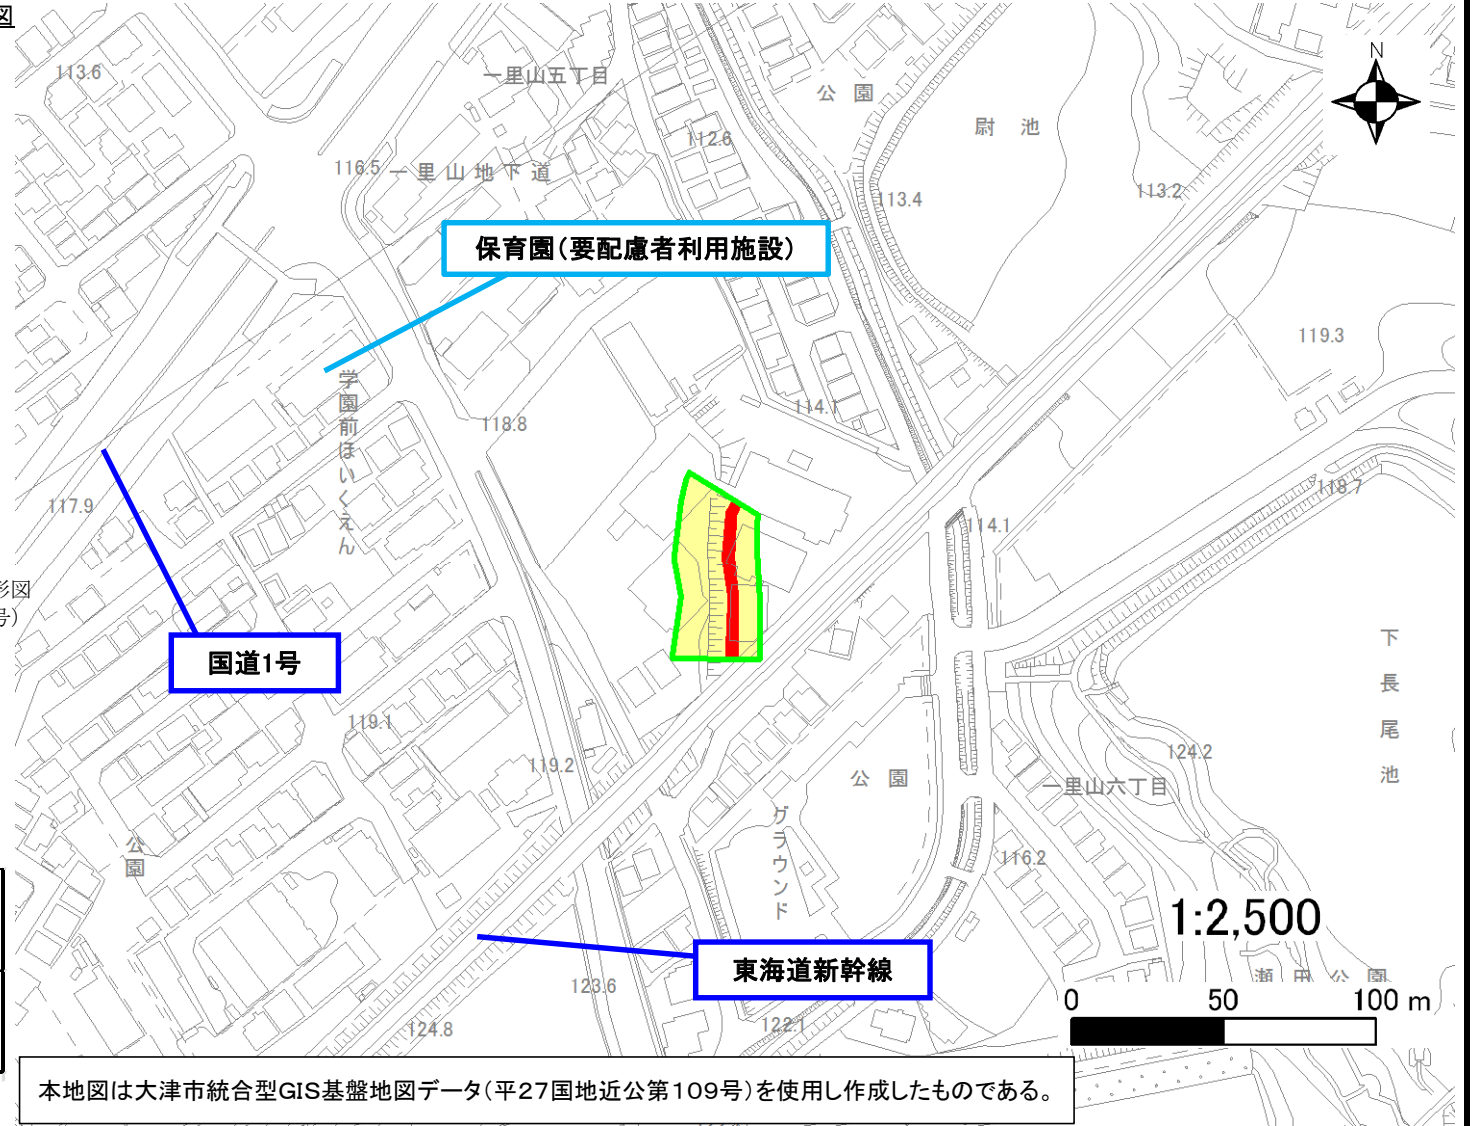 図
113.6
一里山五丁目
公園
尉池
N
112.6
116.5
一里山地下道
113.4
113.2
保育園(要配慮者利用施設)
119.3
学園前ほいくえん
114.1
118.8
117.9
118.7
114.1
形図
号)
国道1号
下長尾池
119.1
119.2
公園
124.2
一里山六丁目
グラウンド
公園
116.2
1:2,500
東海道新幹線
瀬田公園
123.6
0 50 100 m
124.8
122.1
本地図は大津市統合型GIS基盤地図データ(平27国地近公第109号)を使用し作成したものである。